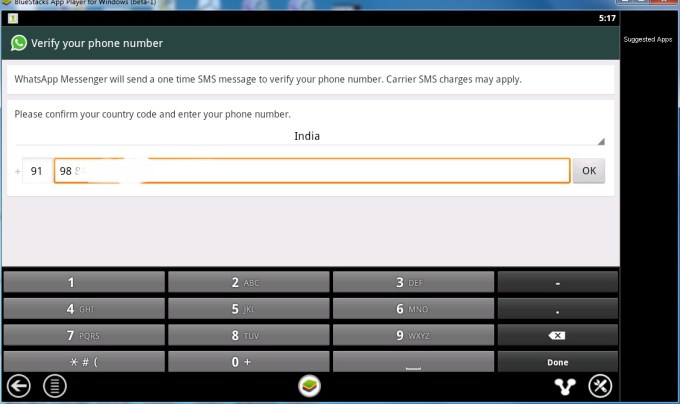 BlueStacks App Player for Windows (beta-1)
5:17
Verify your phone number
Suggested Apps
WhatsApp Messenger will send a one time SMS message to verify your phone number. Carrier SMS charges may apply.
Please confirm your country code and enter your phone number.
India
+ 91 98 OK
1 2 ABC 3 DEF -
4 GHI 5 JKL 6 MNO .
7 PQRS 8 TUV 9 WXYZ
* # ( 0 + Done